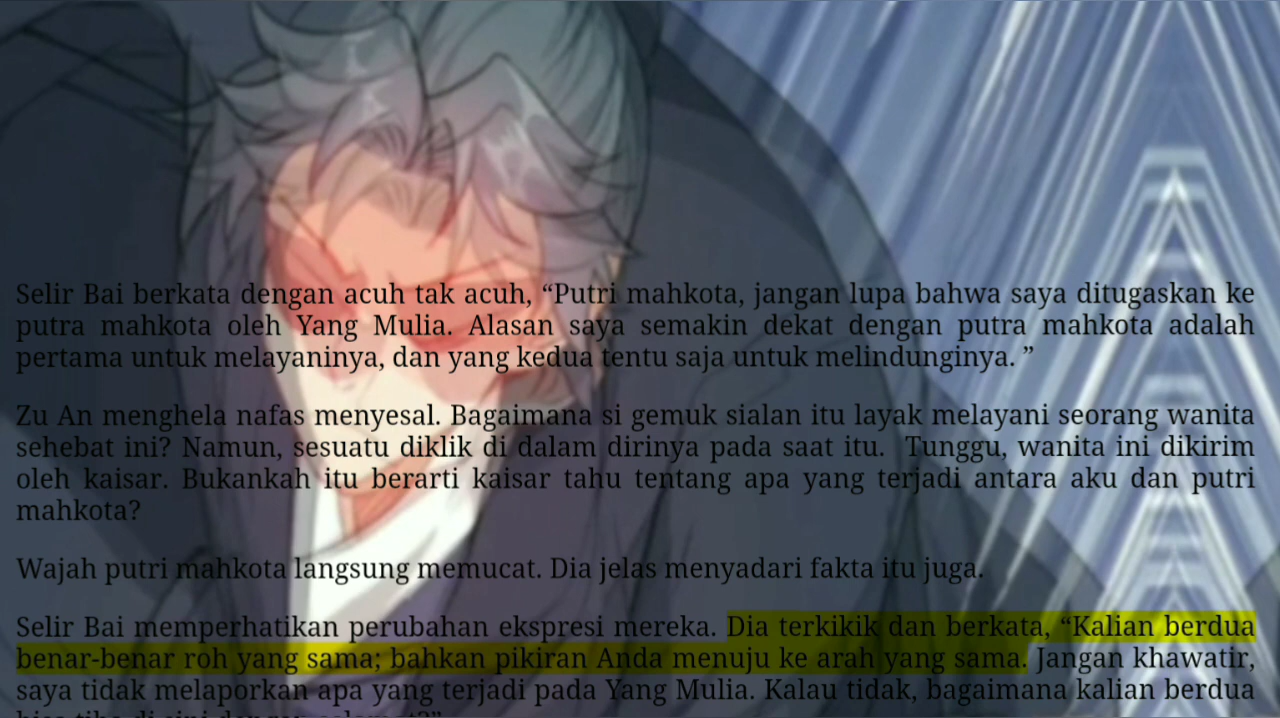 Selir Bai berkata dengan acuh tak acuh, “Putri mahkota, jangan lupa bahwa saya ditugaskan ke
putra mahkota oleh Yang Mulia. Alasan saya semakin dekat dengan putra mahkota adalah
pertama untuk melayaninya, dan yang kedua tentu saja untuk melindunginya. ”
Zu An menghela nafas menyesal. Bagaimana si gemuk sialan itu layak melayani seorang wanita
sehebat ini? Namun, sesuatu diklik di dalam dirinya pada saat itu. Tunggu, wanita ini dikirim
oleh kaisar. Bukankah itu berarti kaisar tahu tentang apa yang terjadi antara aku dan putri
mahkota?
Wajah putri mahkota langsung memucat. Dia jelas menyadari fakta itu juga.
Selir Bai memperhatikan perubahan ekspresi mereka. Dia terkikik dan berkata, “Kalian berdua
benar-benar roh yang sama; bahkan pikiran Anda menuju ke arah yang sama. Jangan khawatir,
saya tidak melaporkan apa yang terjadi pada Yang Mulia. Kalau tidak, bagaimana kalian berdua